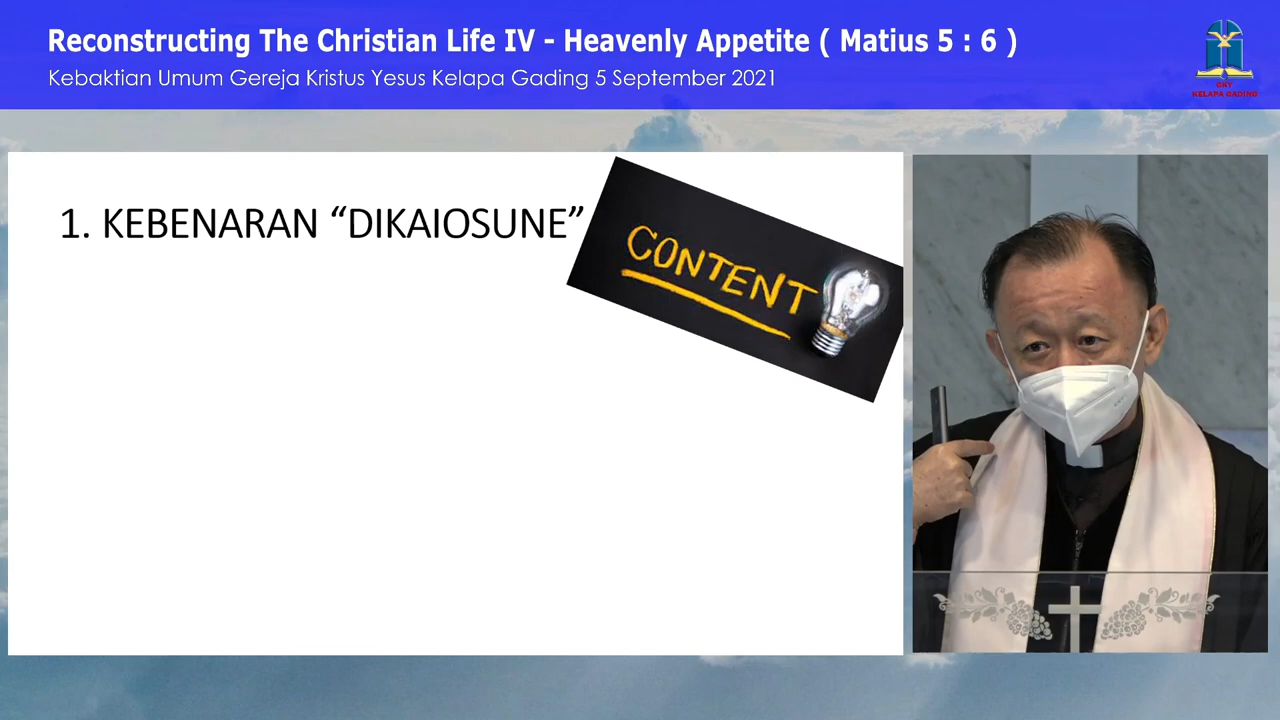 Reconstructing The Christian Life IV - Heavenly Appetite ( Matius 5 : 6 )
Kebaktian Umum Gereja Kristus Yesus Kelapa Gading 5 September 2021
GKY
KELAPA GADING
1. KEBENARAN “DIKAIOSUNE”
CONTENT